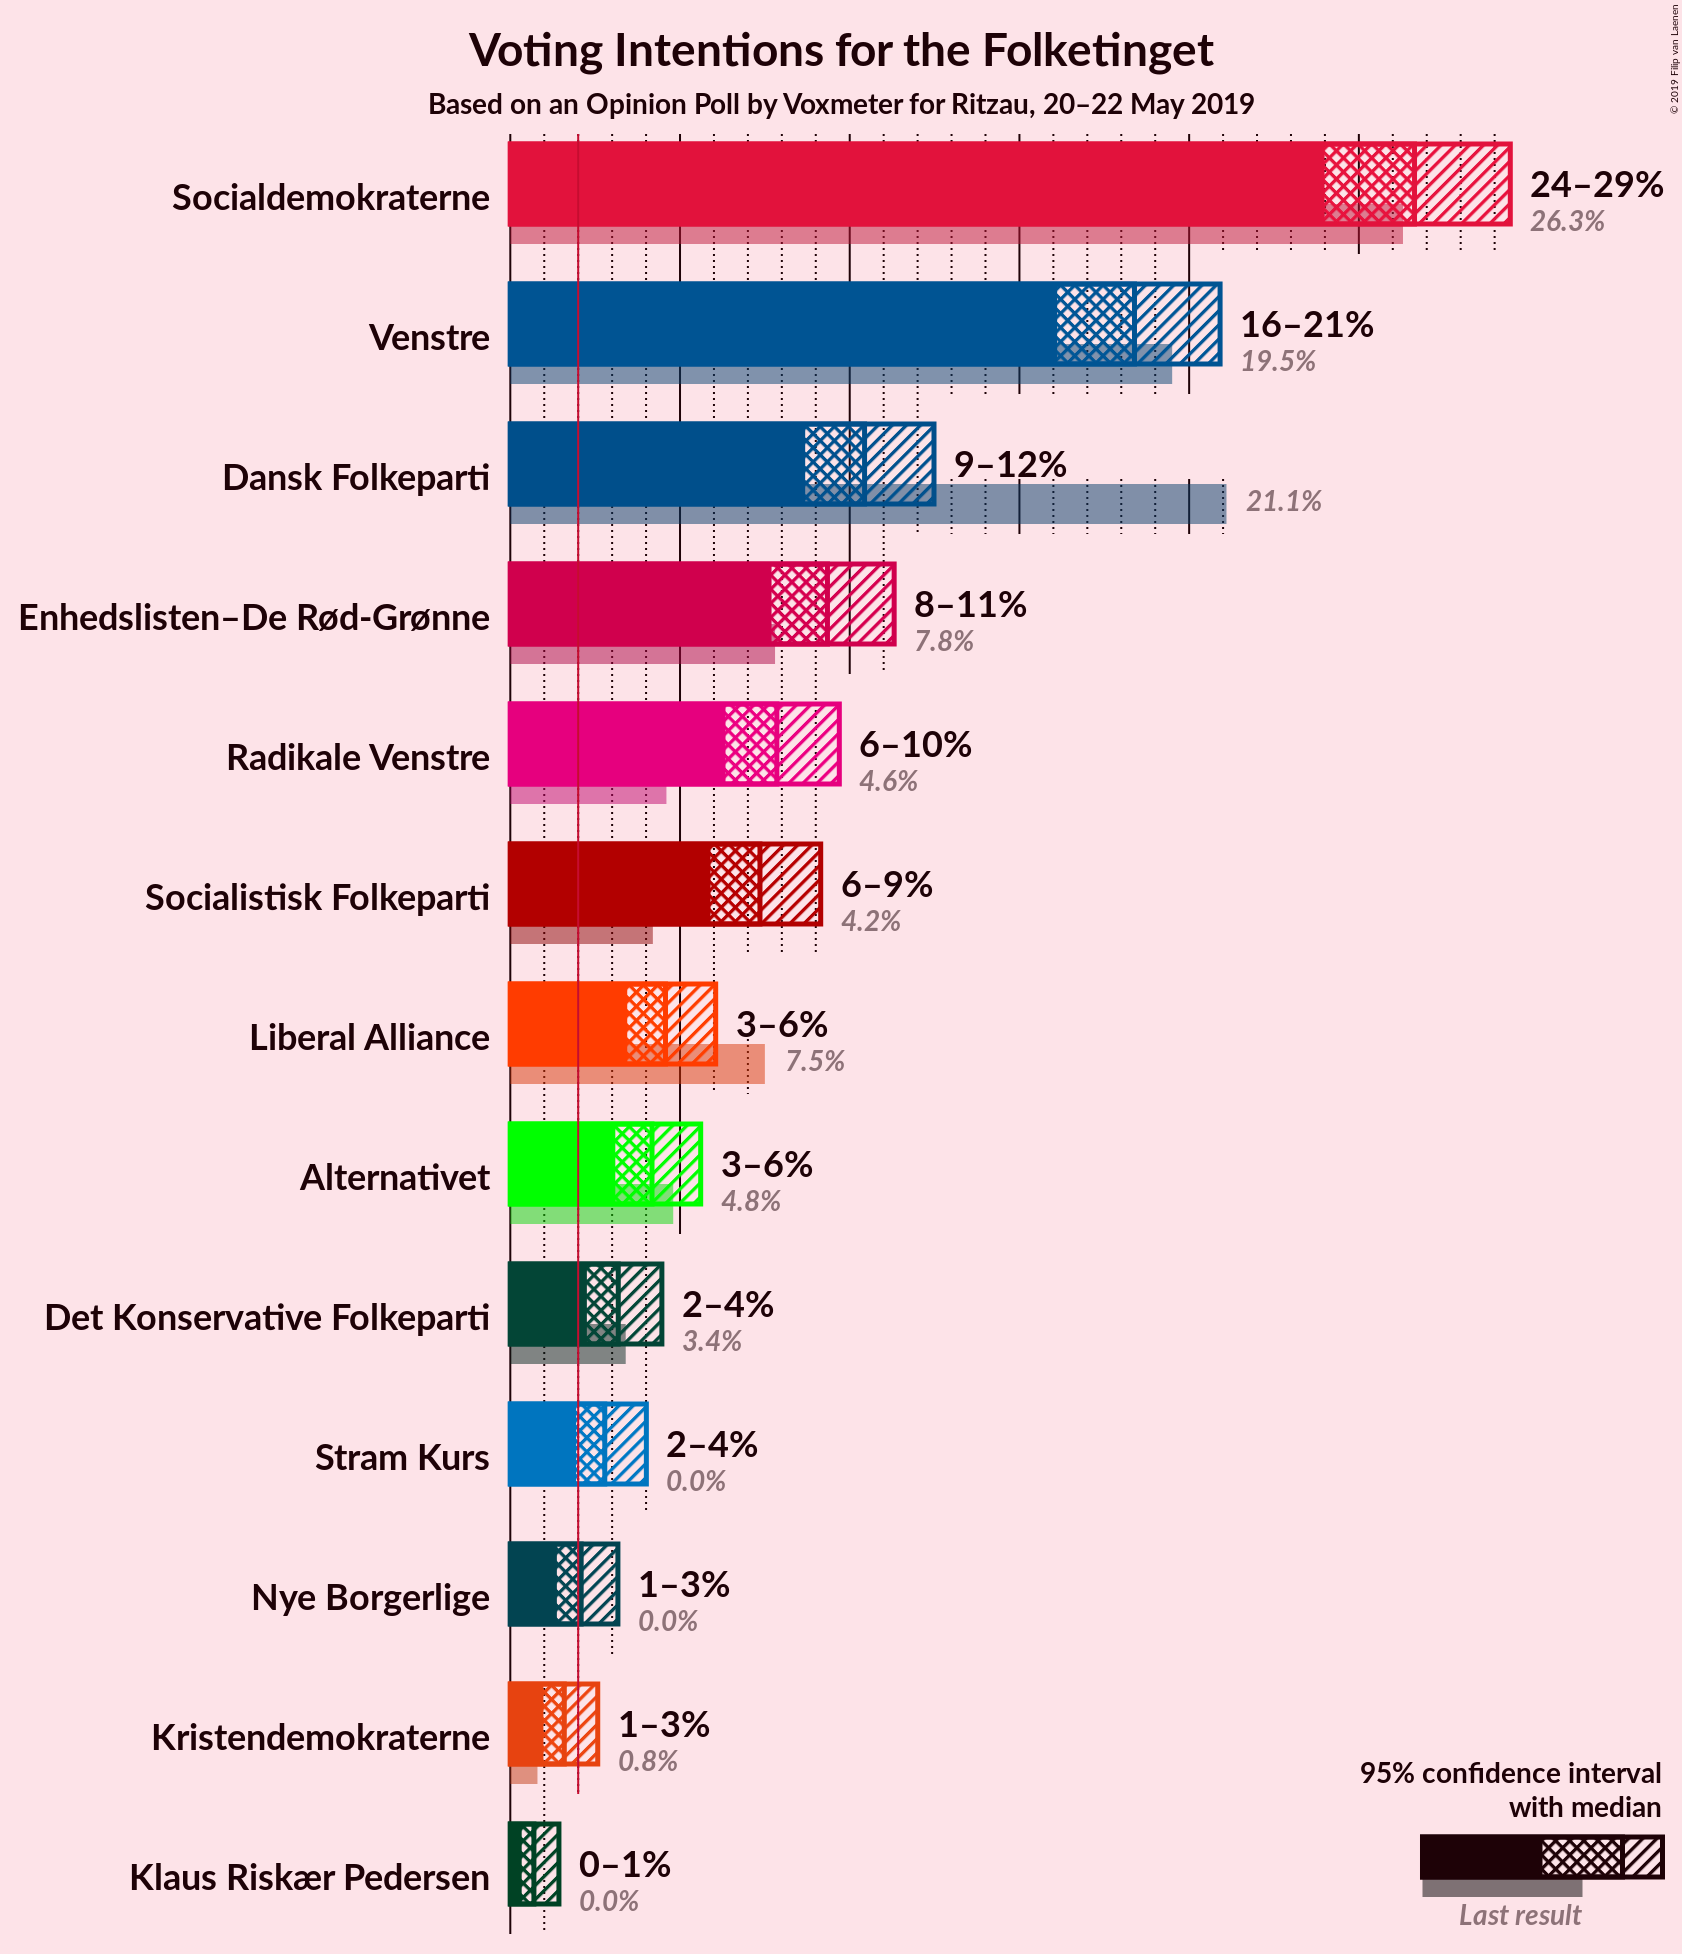 Voting Intentions for the Folketinget
Based on an Opinion Poll by Voxmeter for Ritzau, 20–22 May 2019
© 2019 Filip van Laenen
Socialdemokraterne
24–29%
26.3%
Venstre
16–21%
19.5%
Dansk Folkeparti
9–12%
21.1%
Enhedslisten–De Rød-Grønne
8–11%
7.8%
Radikale Venstre
6–10%
4.6%
Socialistisk Folkeparti
6–9%
4.2%
Liberal Alliance
3–6%
7.5%
Alternativet
3–6%
4.8%
Det Konservative Folkeparti
2–4%
3.4%
Stram Kurs
2–4%
0.0%
Nye Borgerlige
1–3%
0.0%
Kristendemokraterne
1–3%
0.8%
Klaus Riskær Pedersen
0–1%
0.0%
95% confidence interval
with median
Last result